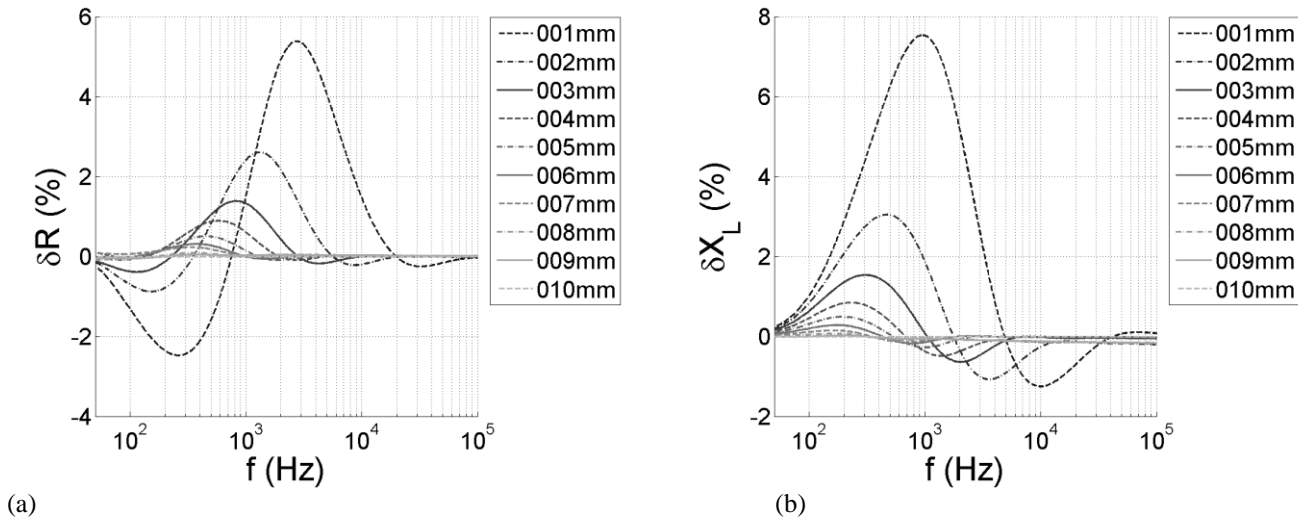 6
4
2
0
-2
-4
δR (%)
10²
10³
10⁴
10⁵
f (Hz)
001mm
002mm
003mm
004mm
005mm
006mm
007mm
008mm
009mm
010mm
(a)
8
6
4
2
0
-2
δX_L (%)
10²
10³
10⁴
10⁵
f (Hz)
001mm
002mm
003mm
004mm
005mm
006mm
007mm
008mm
009mm
010mm
(b)